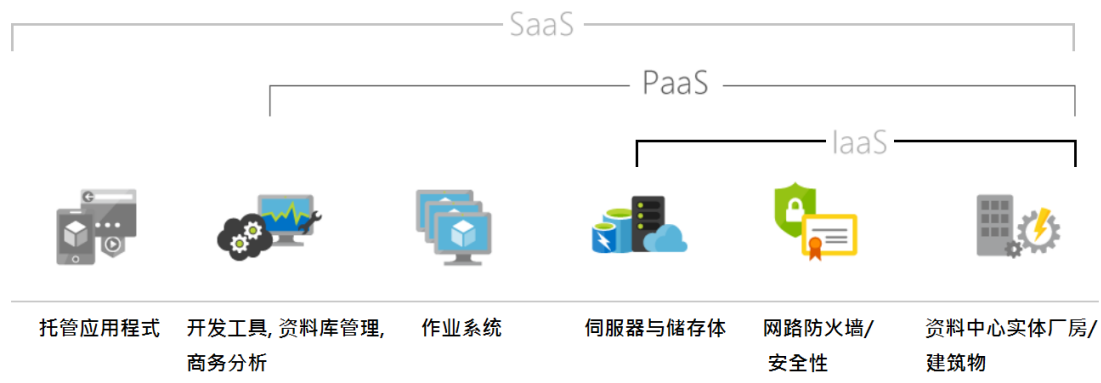 SaaS
PaaS
IaaS
托管应用程式
开发工具, 资料库管理,
商务分析
作业系统
伺服器与储存体
网路防火墙/
安全性
资料中心实体厂房/
建筑物